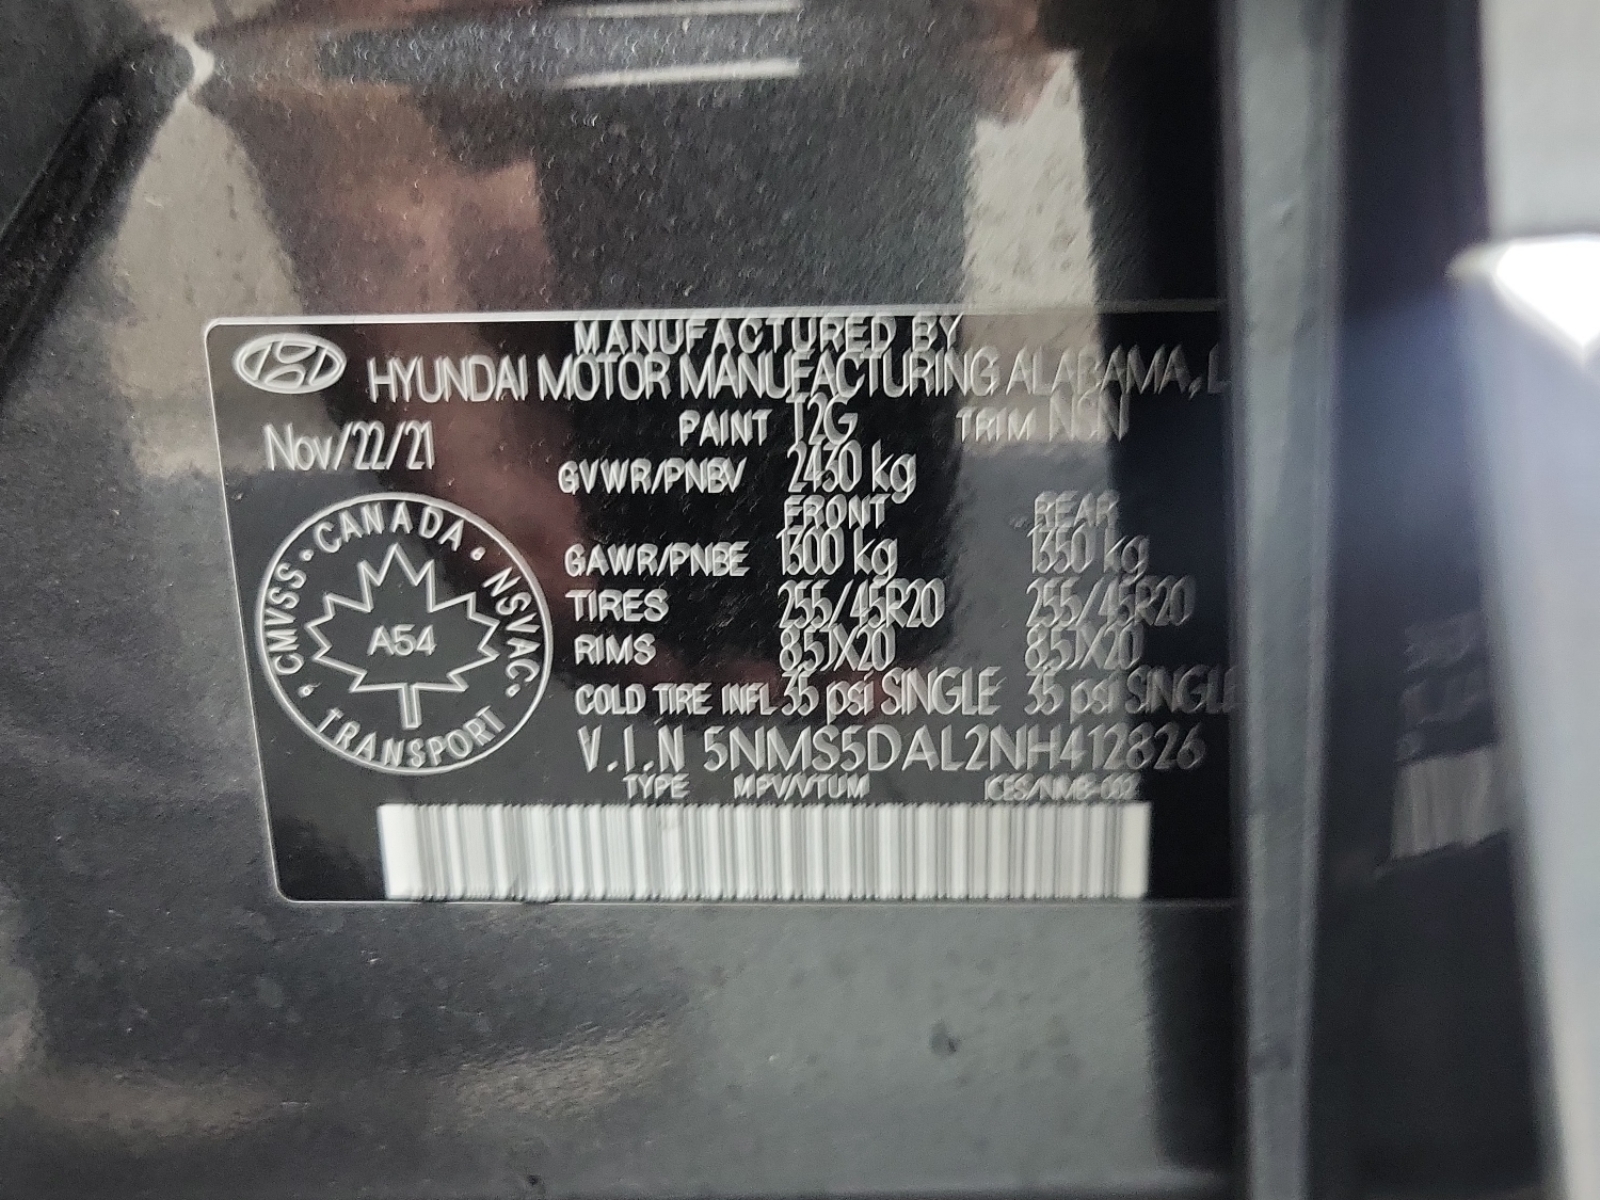 MANUFACTURED BY
HYUNDAI MOTOR MANUFACTURING ALABAMA, L
PAINT T2G TRIM NSN
Nov/22/21
GVWR/PNBV 2430 kg
FRONT REAR
GAWR/PNBE 1300 kg 1350 kg
TIRES 255/45R20 255/45R20
RIMS 8.5JX20 8.5JX20
COLD TIRE INFL 35 psi SINGLE 35 psi SINGLE
V.I.N 5NMS5DAL2NH412826
TYPE MPV/VTUM ICES/NMB-002
CANADA
CMVSS · NSVAC
A54
TRANSPORT